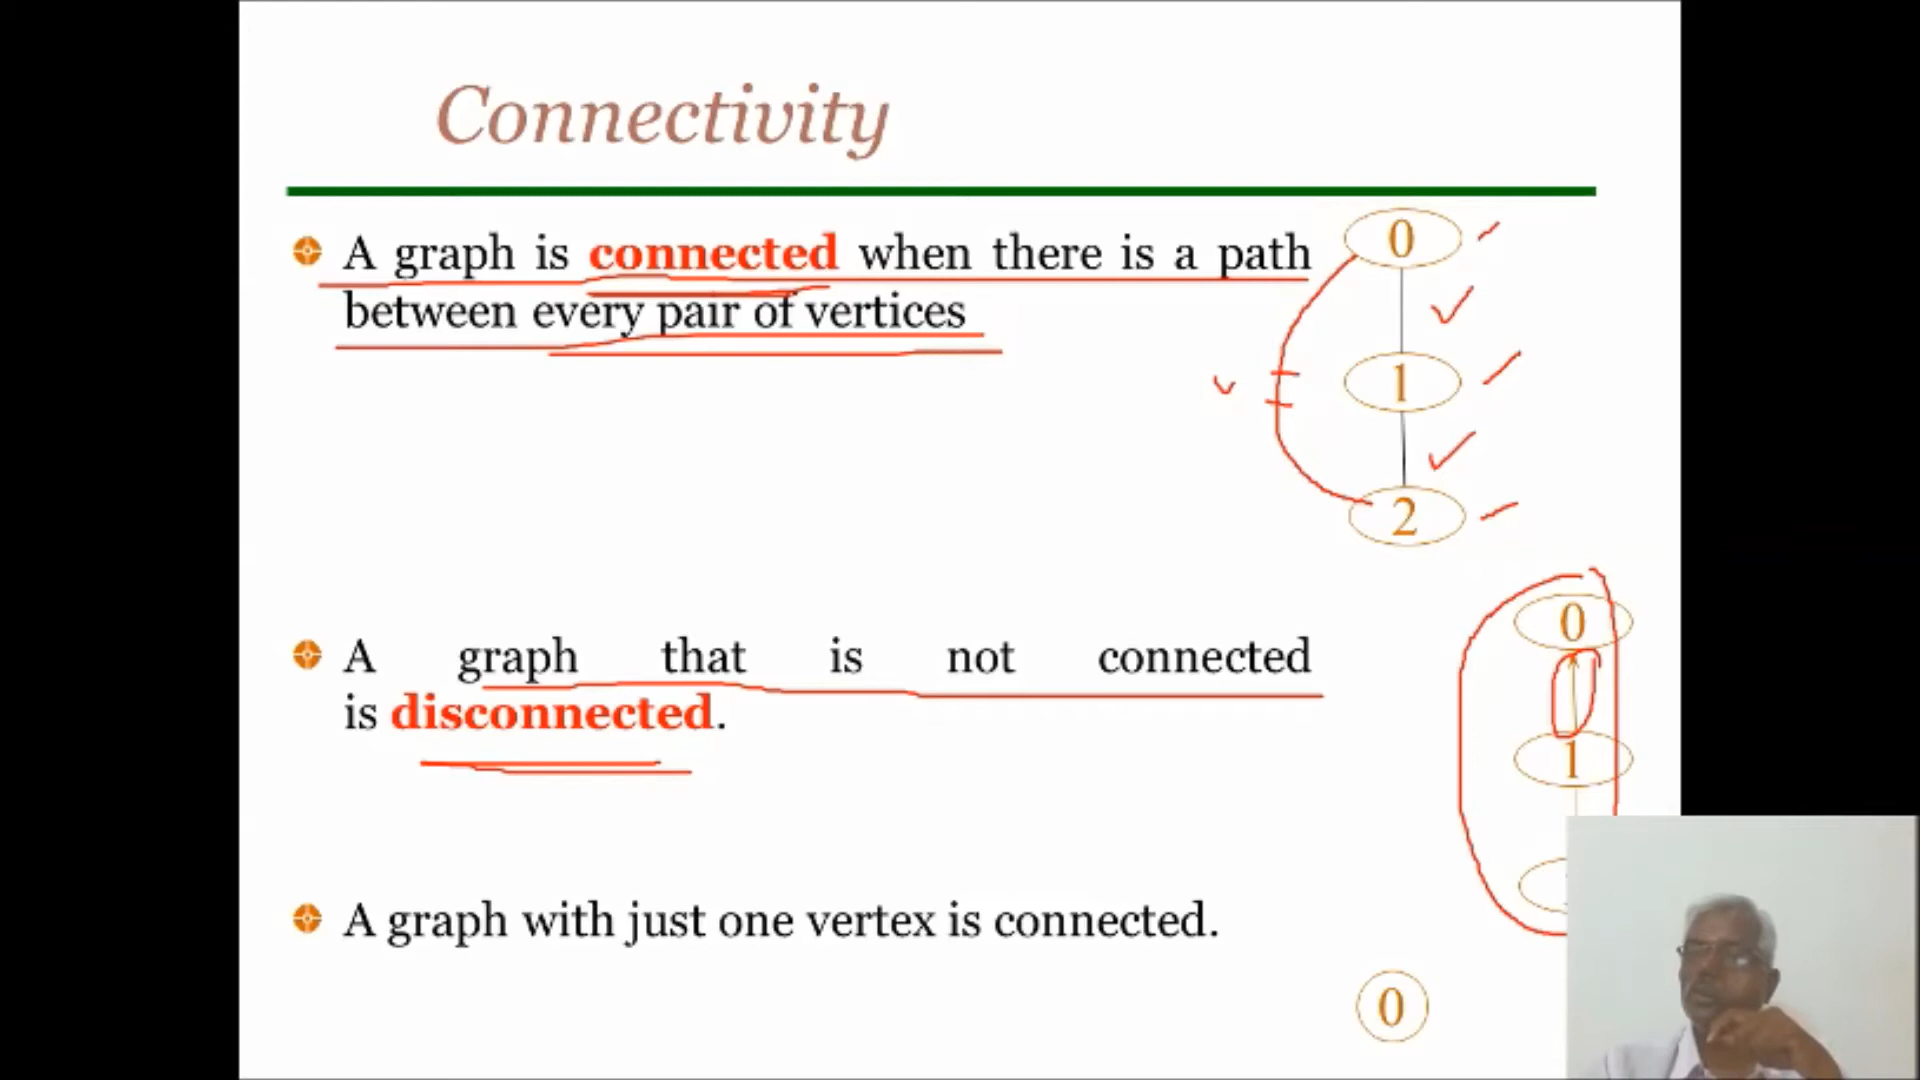 Connectivity
A graph is connected when there is a path
between every pair of vertices
0
1
2
A graph that is not connected
is disconnected.
0
1
A graph with just one vertex is connected.
0